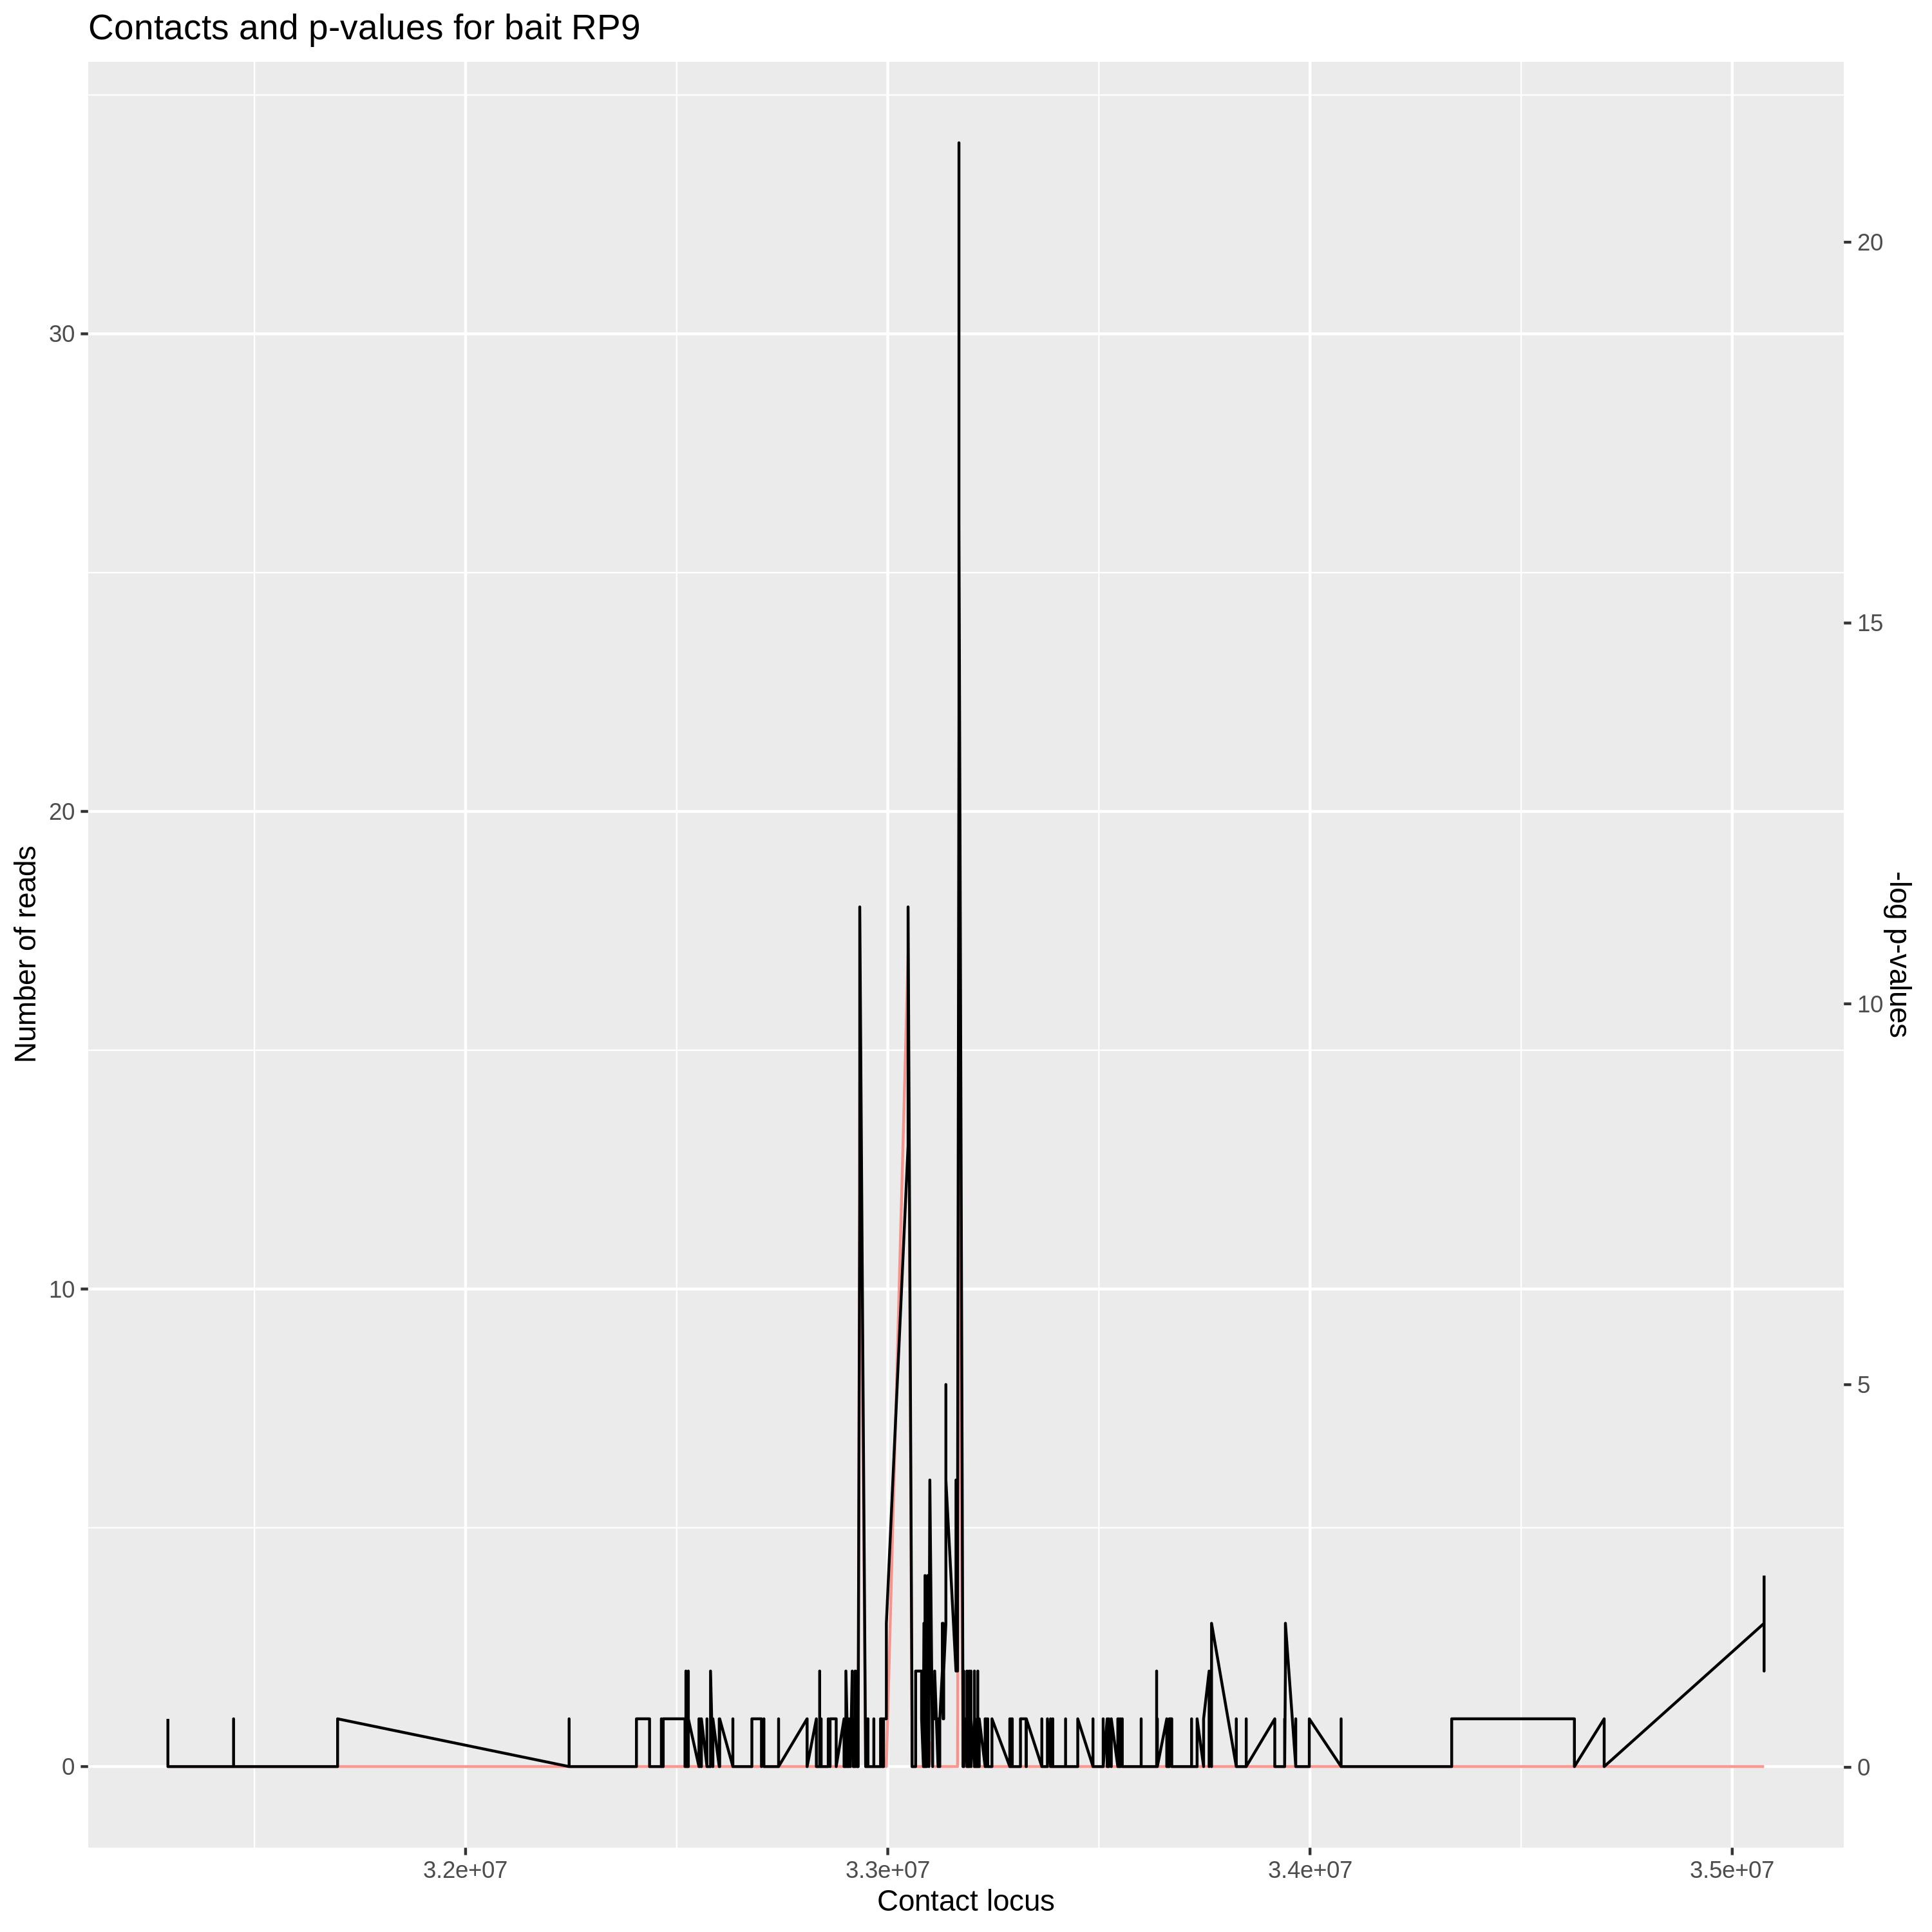 Contacts and p-values for bait RP9
Number of reads
30
20
10
0
20
15
10
5
0
-log p-values
3.2e+07
3.3e+07
3.4e+07
3.5e+07
Contact locus